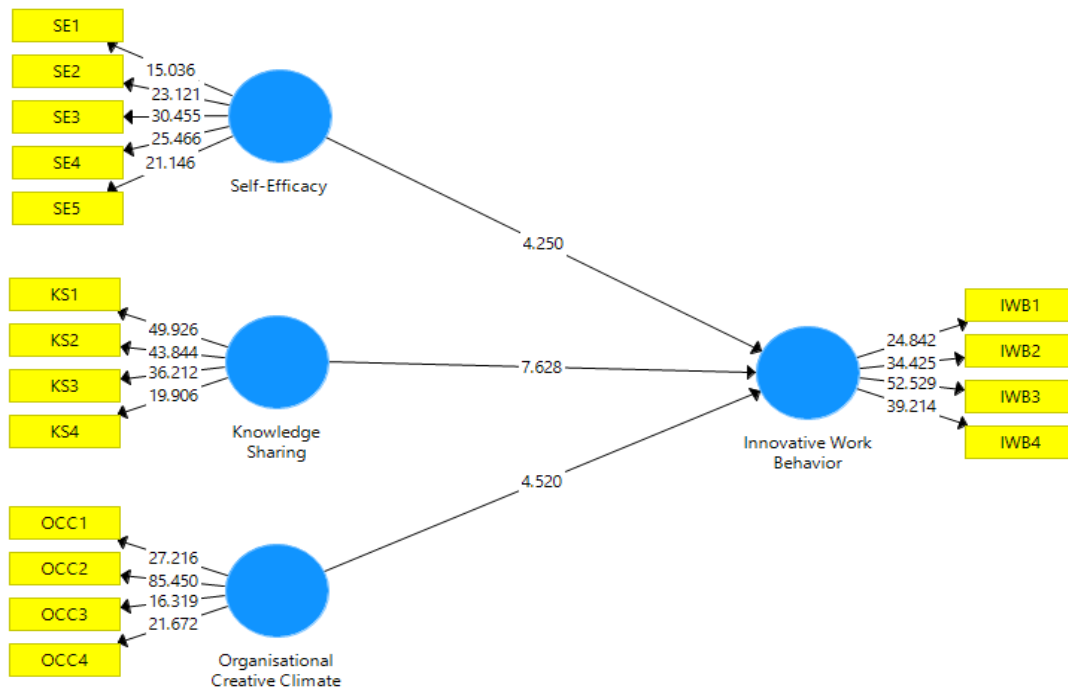 SE1
SE2
SE3
SE4
SE5
15.036
23.121
30.455
25.466
21.146
Self-Efficacy
4.250
KS1
KS2
KS3
KS4
49.926
43.844
36.212
19.906
Knowledge
Sharing
7.628
OCC1
OCC2
OCC3
OCC4
27.216
85.450
16.319
21.672
Organisational
Creative Climate
4.520
Innovative Work
Behavior
24.842
34.425
52.529
39.214
IWB1
IWB2
IWB3
IWB4